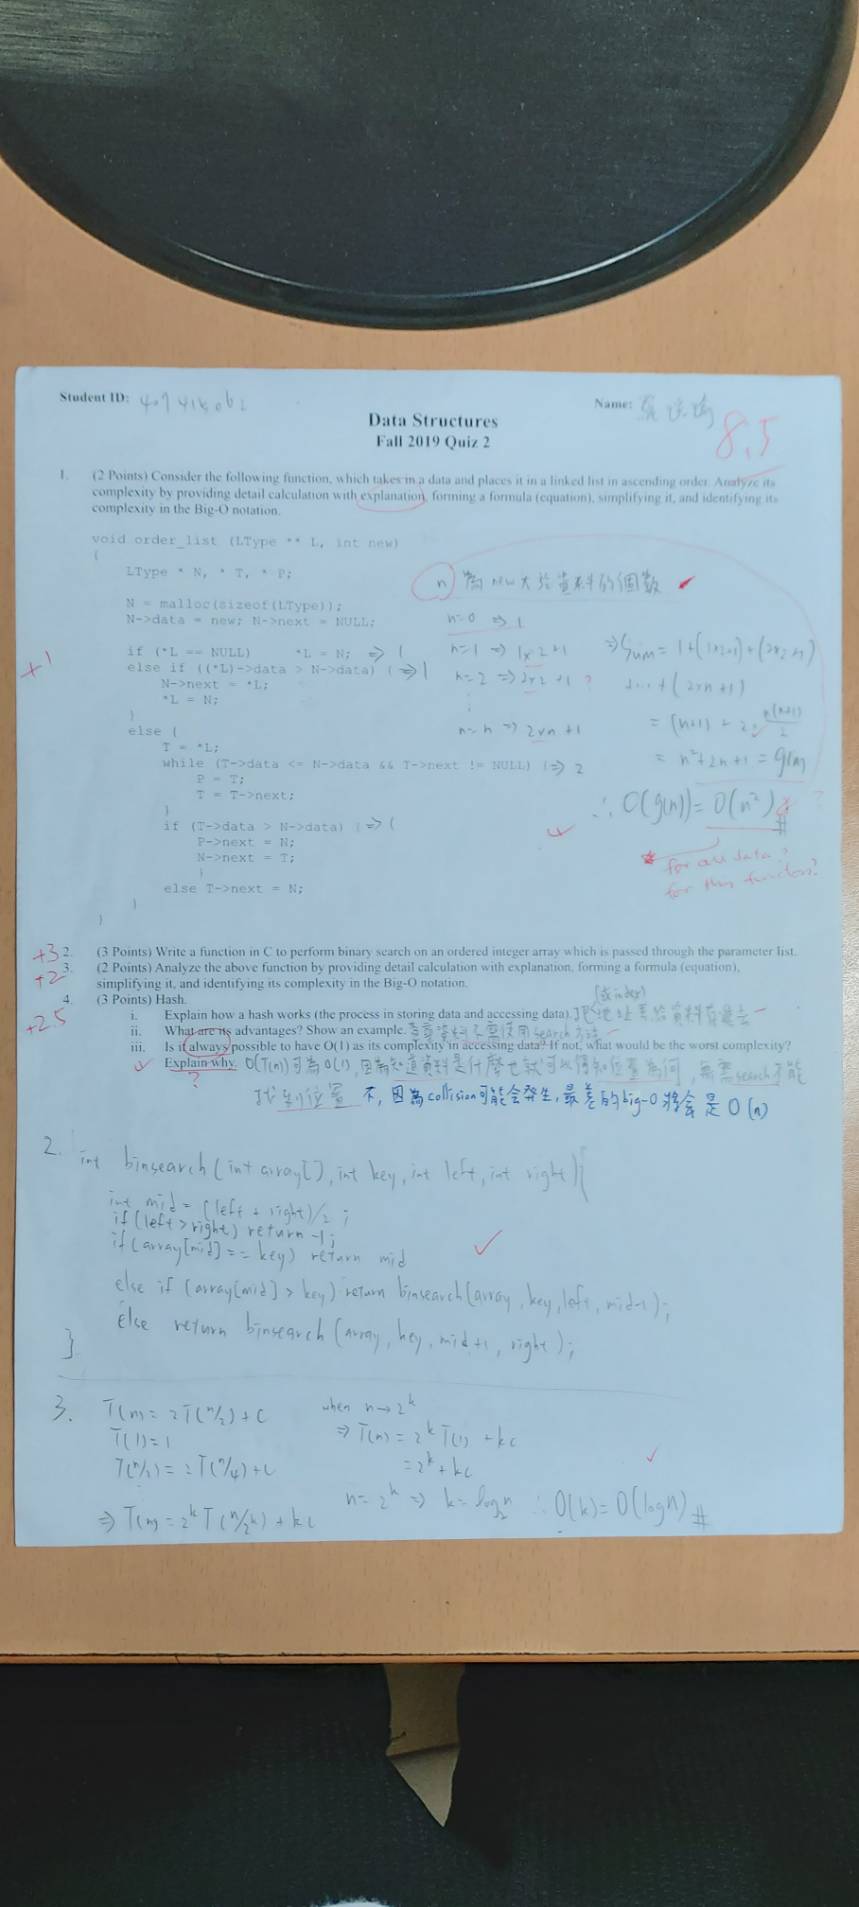 Student ID:
Name:
8.5
Data Structures
Fall 2019 Quiz 2
1. (2 Points) Consider the following function, which takes in a data and places it in a linked list in ascending order. Analyze its
complexity by providing detail calculation with explanation, forming a formula (equation), simplifying it, and identifying its
complexity in the Big-O notation.
void order_list (LType ** L, int new)
{
LType * N, * T, * P;
n 為 new 資料的個數
N = malloc(sizeof(LType));
N->data = new; N->next = NULL;
n=0 ⇒ 1
+1
if (*L == NULL) *L = N; ⇒ 1
n=1 ⇒ 1×2+1
⇒ Sum = 1+(1×2+1)+(2×2+1)
else if ((*L)->data > N->data) { ⇒ 1
n=2 ⇒ 2×2+1 ?
+...+(2×n+1)
N->next = *L;
*L = N;
}
n=n ⇒ 2×n+1
= (n+1) + 2·n(n+1)/2
else {
T = *L;
= n²+2n+1 = g(n)
while (T->data <= N->data && T->next != NULL) { ⇒ 2
P = T;
T = T->next;
}
∴ O(g(n)) = O(n²) #
if (T->data > N->data) { ⇒ 1
P->next = N;
N->next = T;
}
else T->next = N;
}
}
for all data?
for this function?
+3 2. (3 Points) Write a function in C to perform binary search on an ordered integer array which is passed through the parameter list.
+2 3. (2 Points) Analyze the above function by providing detail calculation with explanation, forming a formula (equation),
simplifying it, and identifying its complexity in the Big-O notation.
4. (3 Points) Hash.
+2.5
(或index)
i. Explain how a hash works (the process in storing data and accessing data). 把地址丟給資料存進去
ii. What are its advantages? Show an example. 尋找資料不需使用search方法
iii. Is it always possible to have O(1) as its complexity in accessing data? If not, what would be the worst complexity?
Explain why. O(T(n))可為O(1), 因為知道資料是什麼也就可以得知位置為何, 無需search才能
?
找到位置 不, 因為collision可能会發生, 最差的big-O將會是O(n)
2. int binsearch(int array[], int key, int left, int right){
int mid = (left + right)/2;
if (left > right) return -1;
if (array[mid] == key) return mid
else if (array[mid] > key) return binsearch(array, key, left, mid-1);
else return binsearch(array, key, mid+1, right);
}
3. T(n) = 2T(n/2)+C
T(1)=1
T(n/2) = 2T(n/4)+C
⇒ T(n) = 2^k T(n/2^k) + kC
when n→2^k
⇒ T(n) = 2^k T(1) + kC
= 2^k + kC
n = 2^k ⇒ k = log₂n ∴ O(k) = O(log n) #